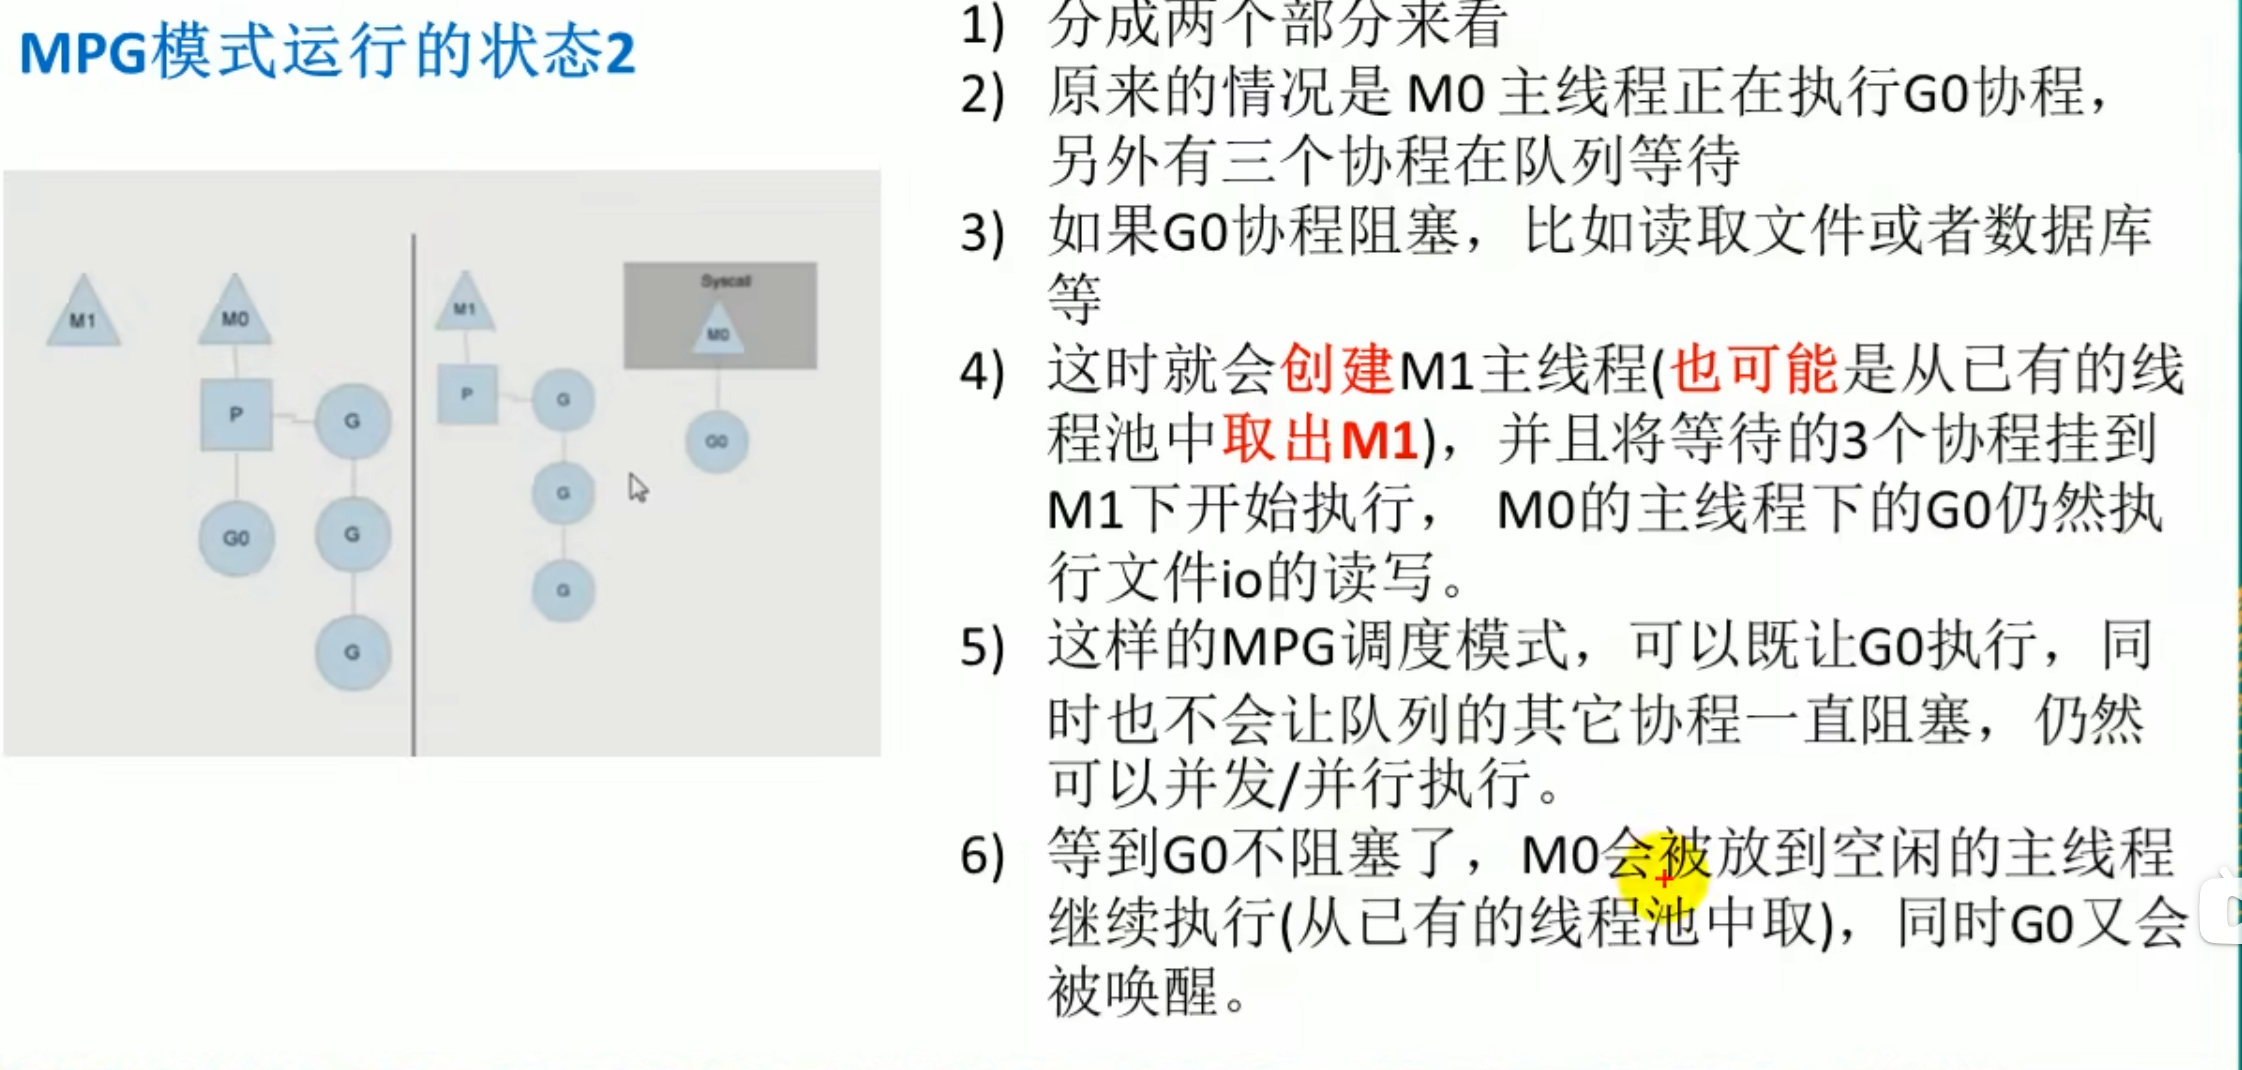 MPG模式运行的状态2
M1
M0
P
G
G0
G
G
M1
Syscall
M0
P
G
G0
G
G
1) 分成两个部分来看
2) 原来的情况是 M0 主线程正在执行G0协程，
另外有三个协程在队列等待
3) 如果G0协程阻塞，比如读取文件或者数据库
等
4) 这时就会创建M1主线程(也可能是从已有的线
程池中取出M1)，并且将等待的3个协程挂到
M1下开始执行， M0的主线程下的G0仍然执
行文件io的读写。
5) 这样的MPG调度模式，可以既让G0执行，同
时也不会让队列的其它协程一直阻塞，仍然
可以并发/并行执行。
6) 等到G0不阻塞了，M0会被放到空闲的主线程
继续执行(从已有的线程池中取)，同时G0又会
被唤醒。